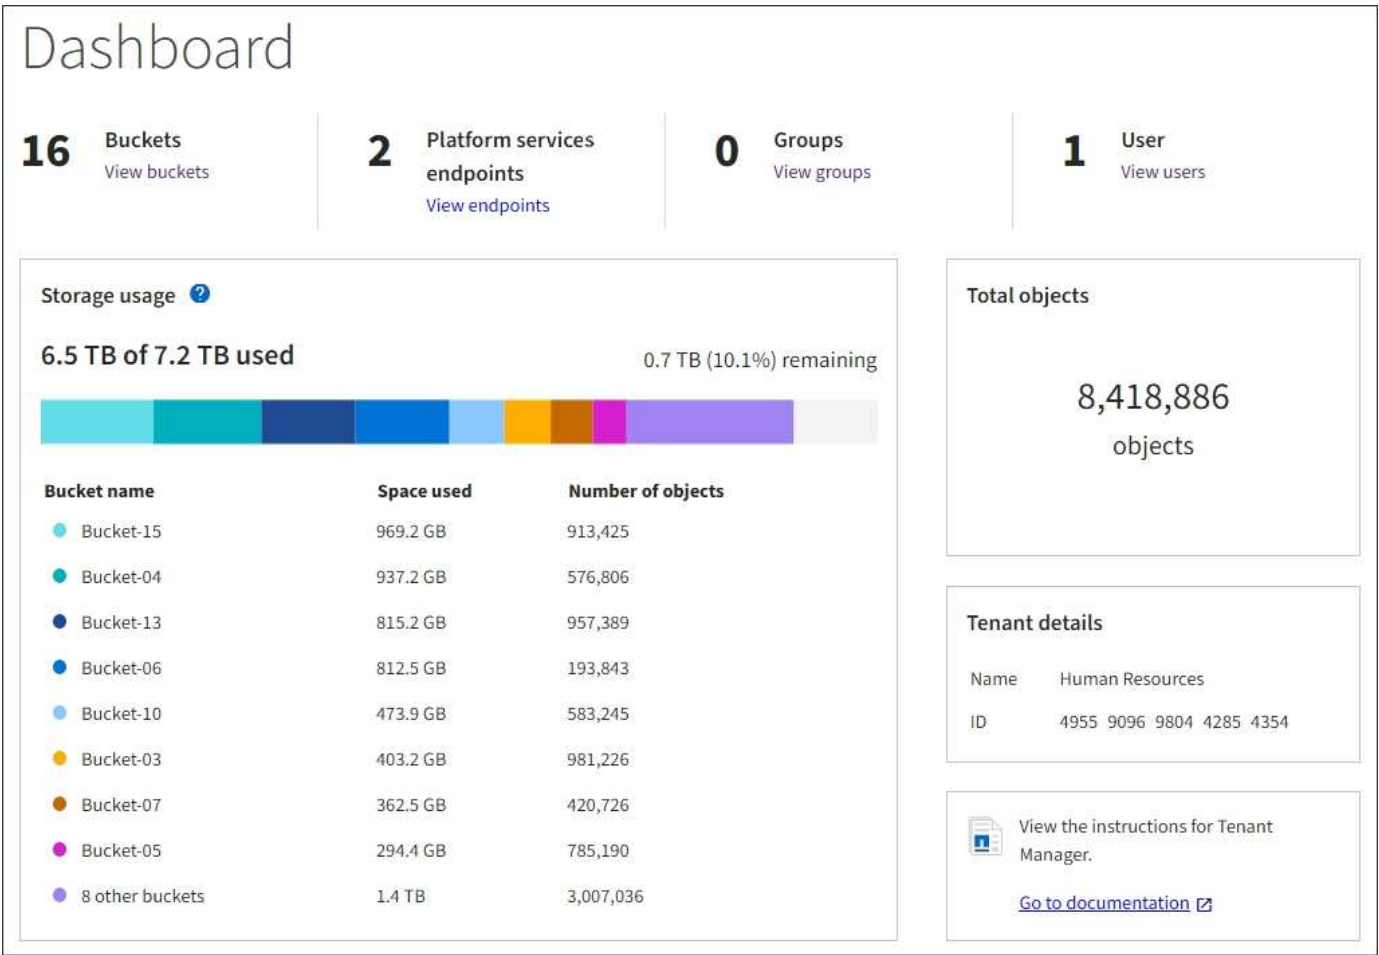 Dashboard
16 Buckets
View buckets
2 Platform services
endpoints
View endpoints
0 Groups
View groups
1 User
View users
Storage usage ?
6.5 TB of 7.2 TB used
0.7 TB (10.1%) remaining
Bucket name Space used Number of objects
Bucket-15 969.2 GB 913,425
Bucket-04 937.2 GB 576,806
Bucket-13 815.2 GB 957,389
Bucket-06 812.5 GB 193,843
Bucket-10 473.9 GB 583,245
Bucket-03 403.2 GB 981,226
Bucket-07 362.5 GB 420,726
Bucket-05 294.4 GB 785,190
8 other buckets 1.4 TB 3,007,036
Total objects
8,418,886
objects
Tenant details
Name Human Resources
ID 4955 9096 9804 4285 4354
View the instructions for Tenant
Manager.
Go to documentation